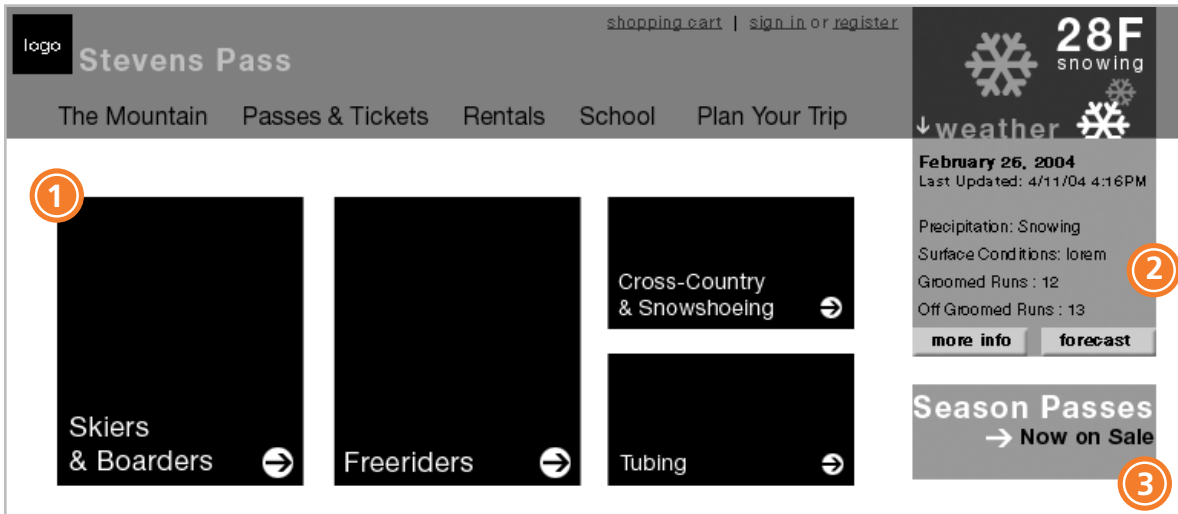 logo
Stevens Pass
shopping cart | sign in or register
The Mountain Passes & Tickets Rentals School Plan Your Trip
28F
snowing
weather
February 26, 2004
Last Updated: 4/11/04 4:16PM
Precipitation: Snowing
Surface Conditions: lorem
Groomed Runs : 12
Off Groomed Runs : 13
more info forecast
1
Skiers
& Boarders
Freeriders
Cross-Country
& Snowshoeing
Tubing
2
Season Passes
Now on Sale
3